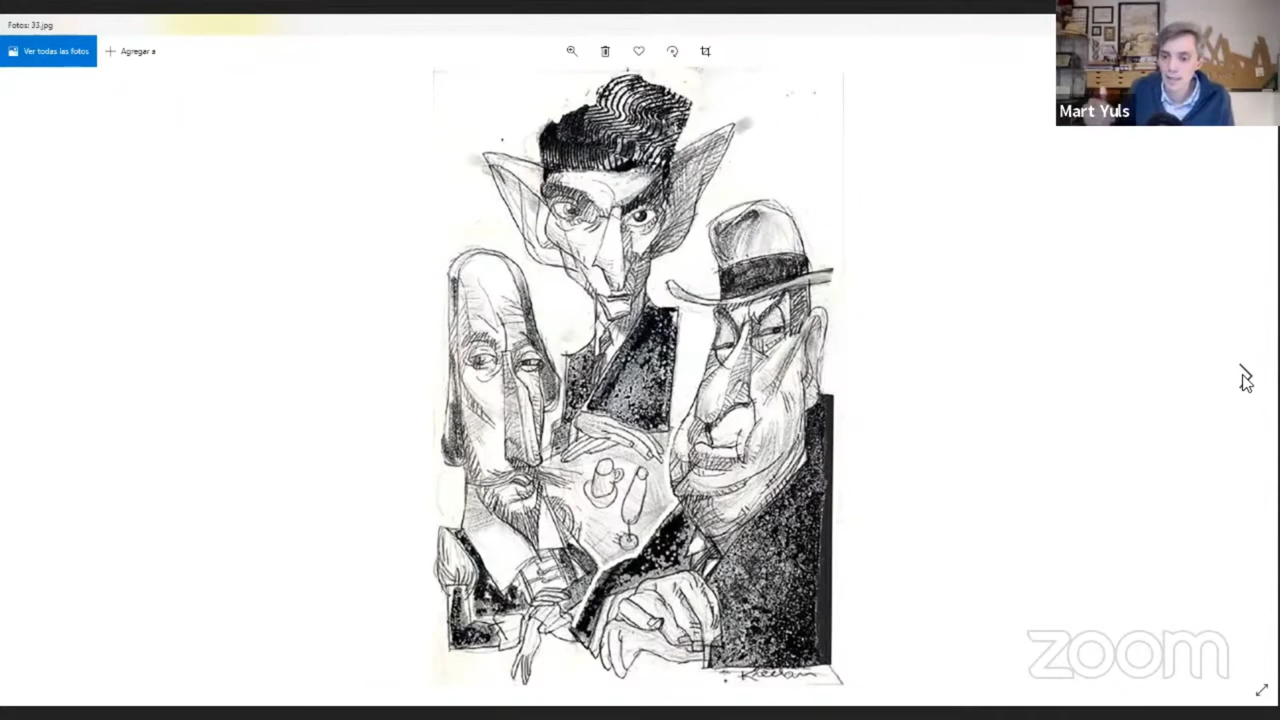 Fotos: 33.jpg
Ver todas las fotos
Agregar a
Mart Yuls
zoom